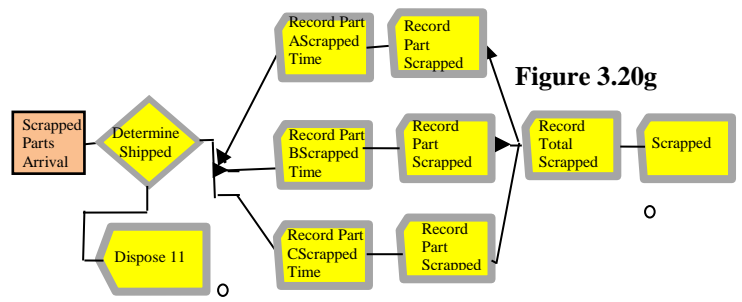 Record Part
AScrapped
Time
Record
Part
Scrapped
Figure 3.20g
Scrapped
Parts
Arrival
Determine
Shipped
Record Part
BScrapped
Time
Record
Part
Scrapped
Record
Total
Scrapped
Scrapped
Record Part
CScrapped
Time
Record
Part
Scrapped
Dispose 11